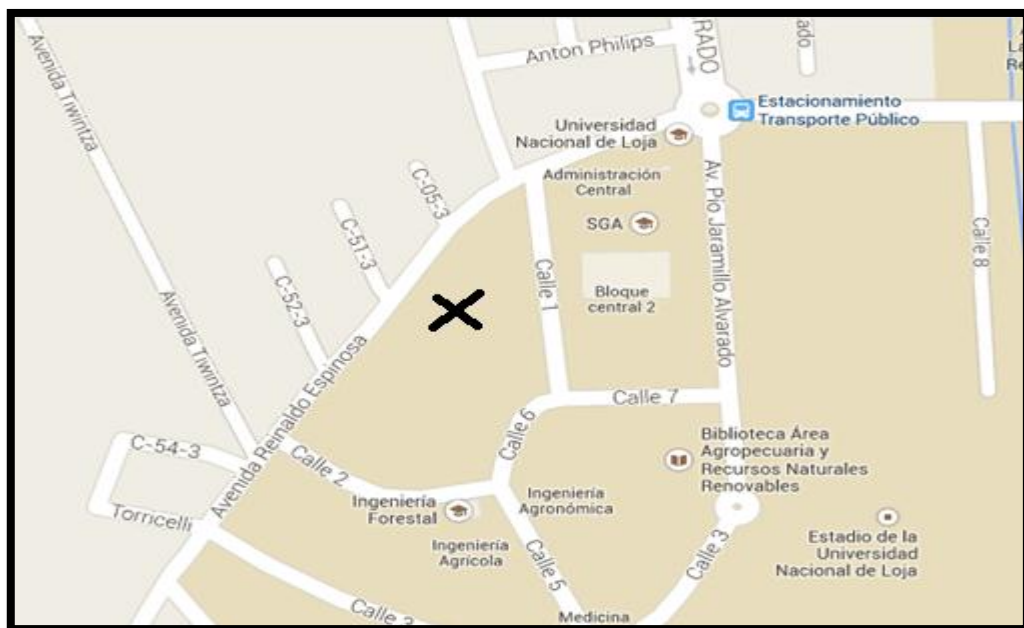 Avenida Tiwintza
Anton Philips
RADO
ado
Estacionamiento
Transporte Público
Universidad
Nacional de Loja
Administración
Central
SGA
Bloque
central 2
Av. Pio Jaramillo Alvarado
Calle 8
Calle 1
C-05-3
C-51-3
C-52-3
Avenida Tiwintza
Avenida Reinaldo Espinosa
Calle 7
Calle 6
C-54-3
Calle 2
Torricelli
Ingeniería
Forestal
Ingeniería
Agronómica
Ingeniería
Agrícola
Biblioteca Área
Agropecuaria y
Recursos Naturales
Renovables
Estadio de la
Universidad
Nacional de Loja
Calle 3
Calle 5
Medicina
Calle
La
Re